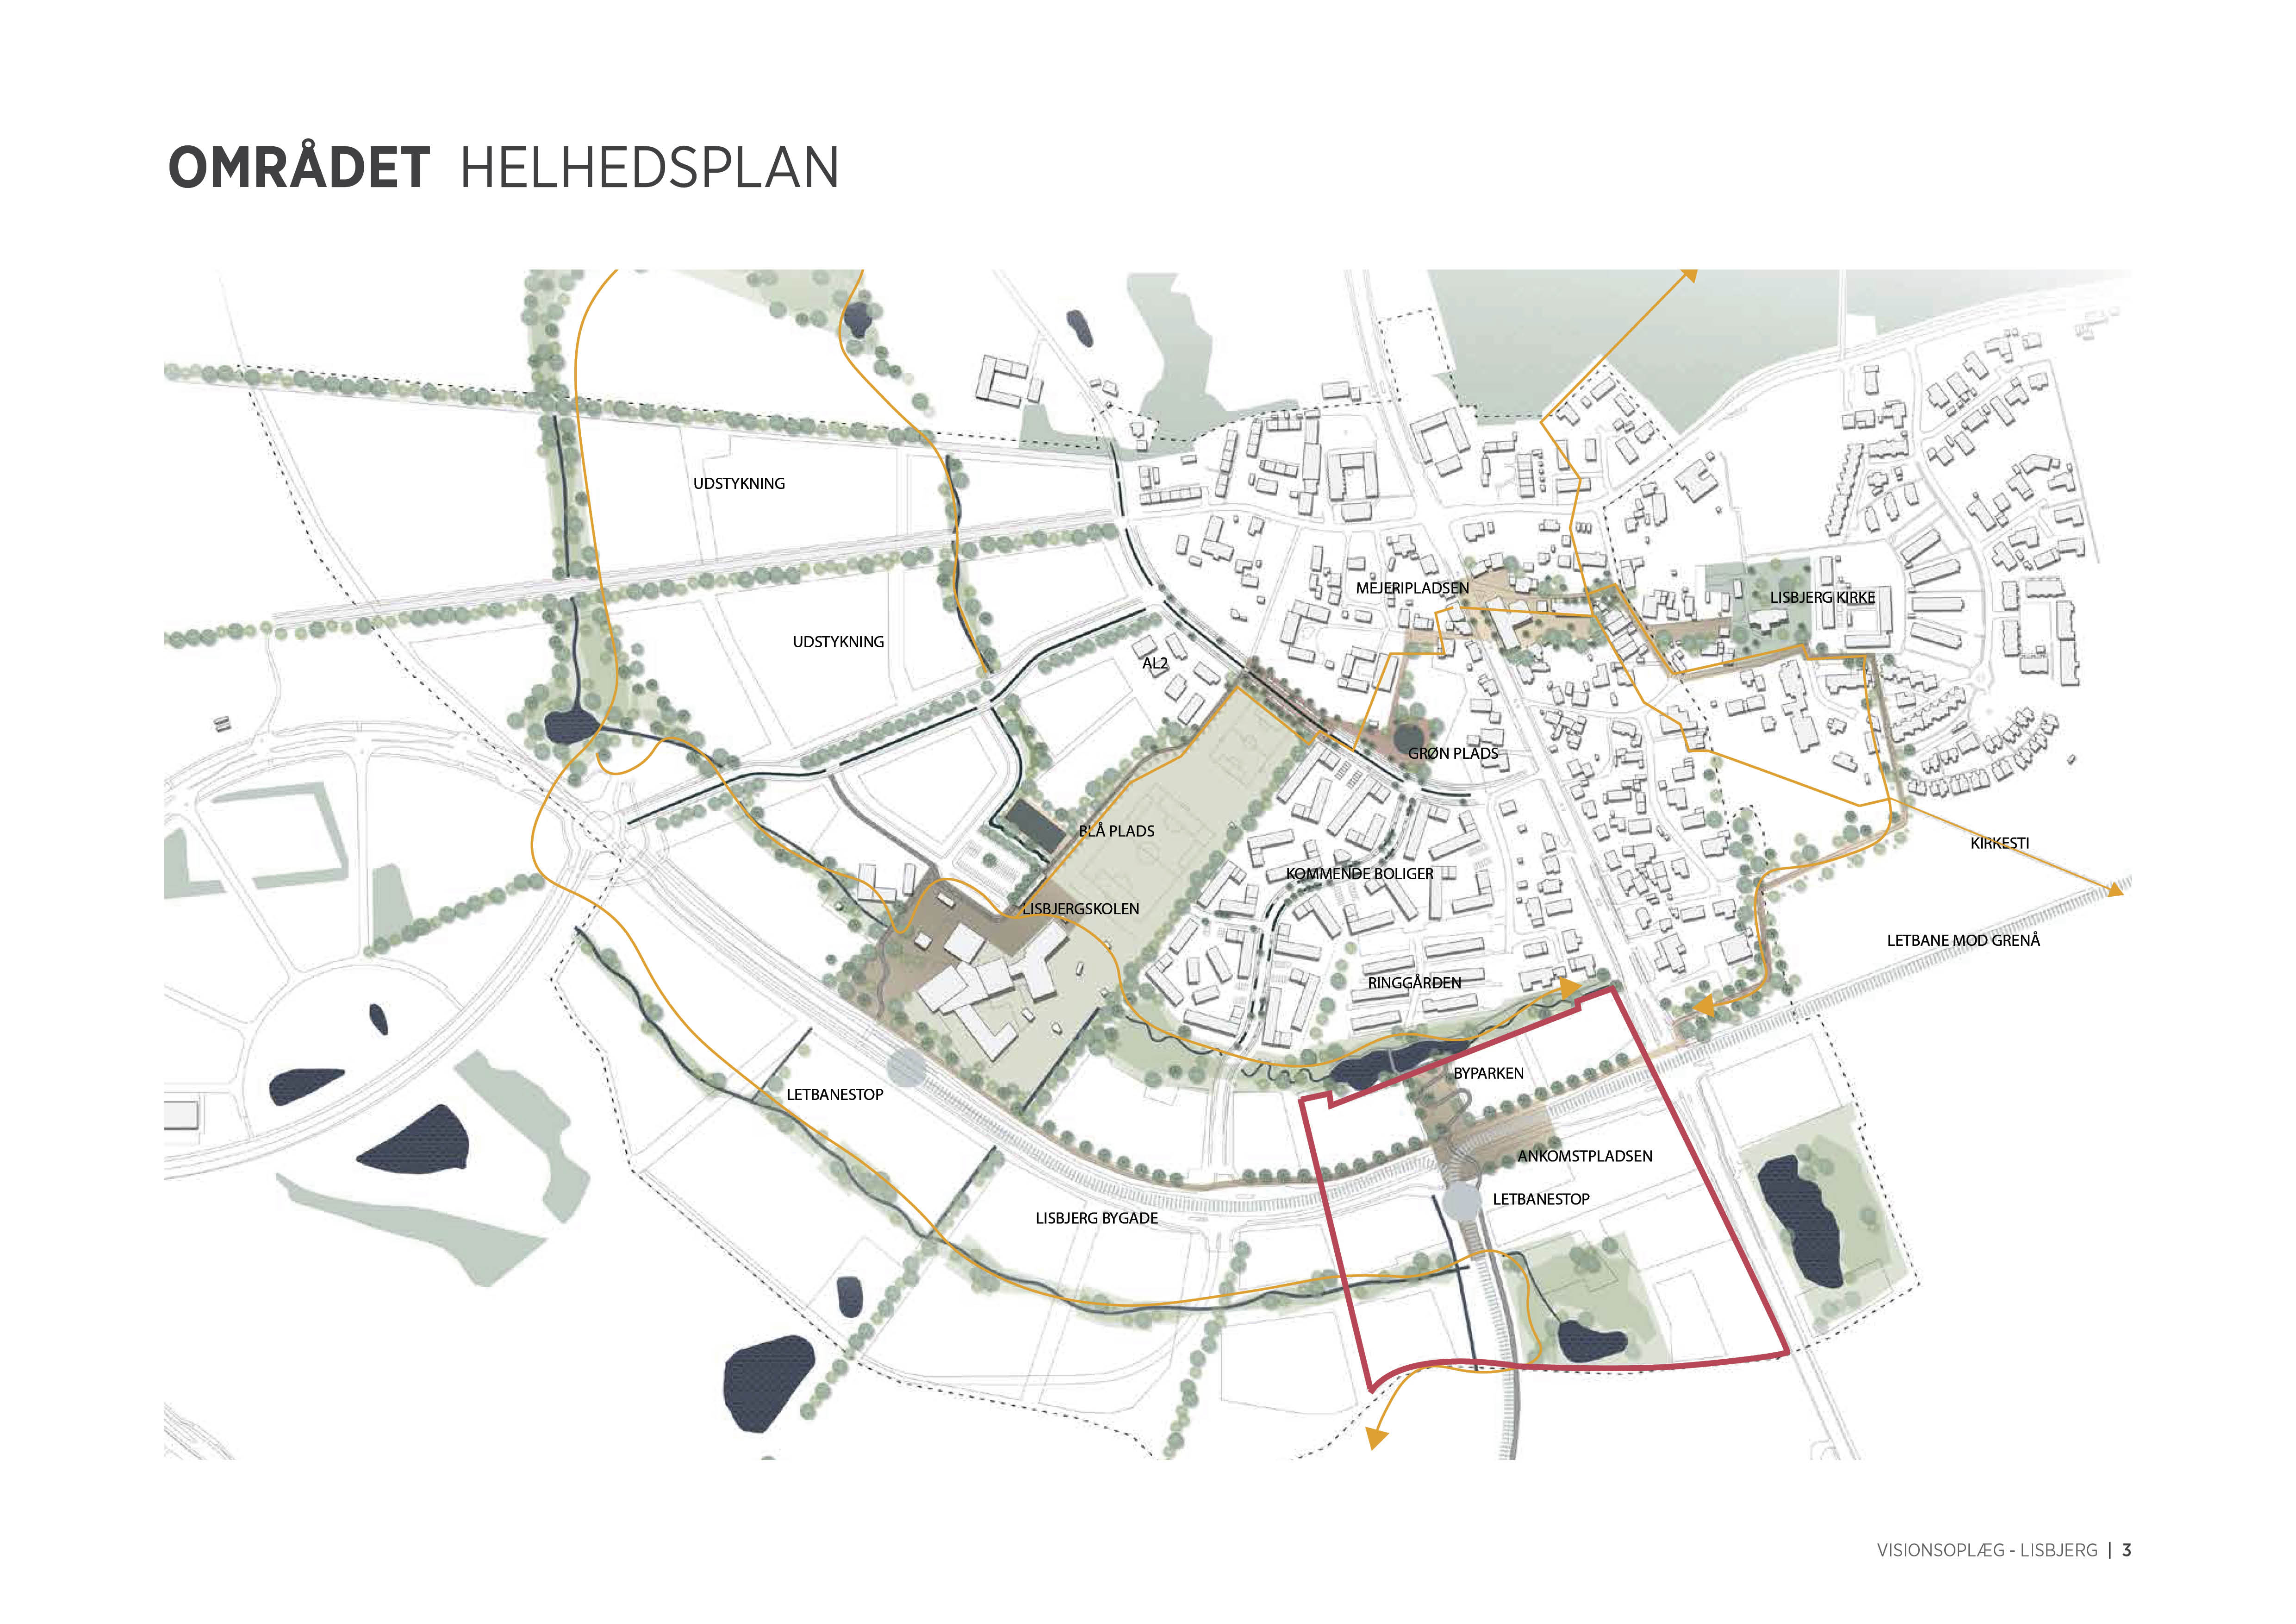 OMRÅDET HELHEDSPLAN
UDSTYKNING
MEJERIPLADSEN
LISBJERG KIRKE
UDSTYKNING
AL2
GRØN PLADS
BLÅ PLADS
KIRKESTI
KOMMENDE BOLIGER
LISBJERGSKOLEN
LETBANE MOD GRENÅ
RINGGÅRDEN
BYPARKEN
LETBANESTOP
ANKOMSTPLADSEN
LETBANESTOP
LISBJERG BYGADE
VISIONSOPLÆG - LISBJERG | 3